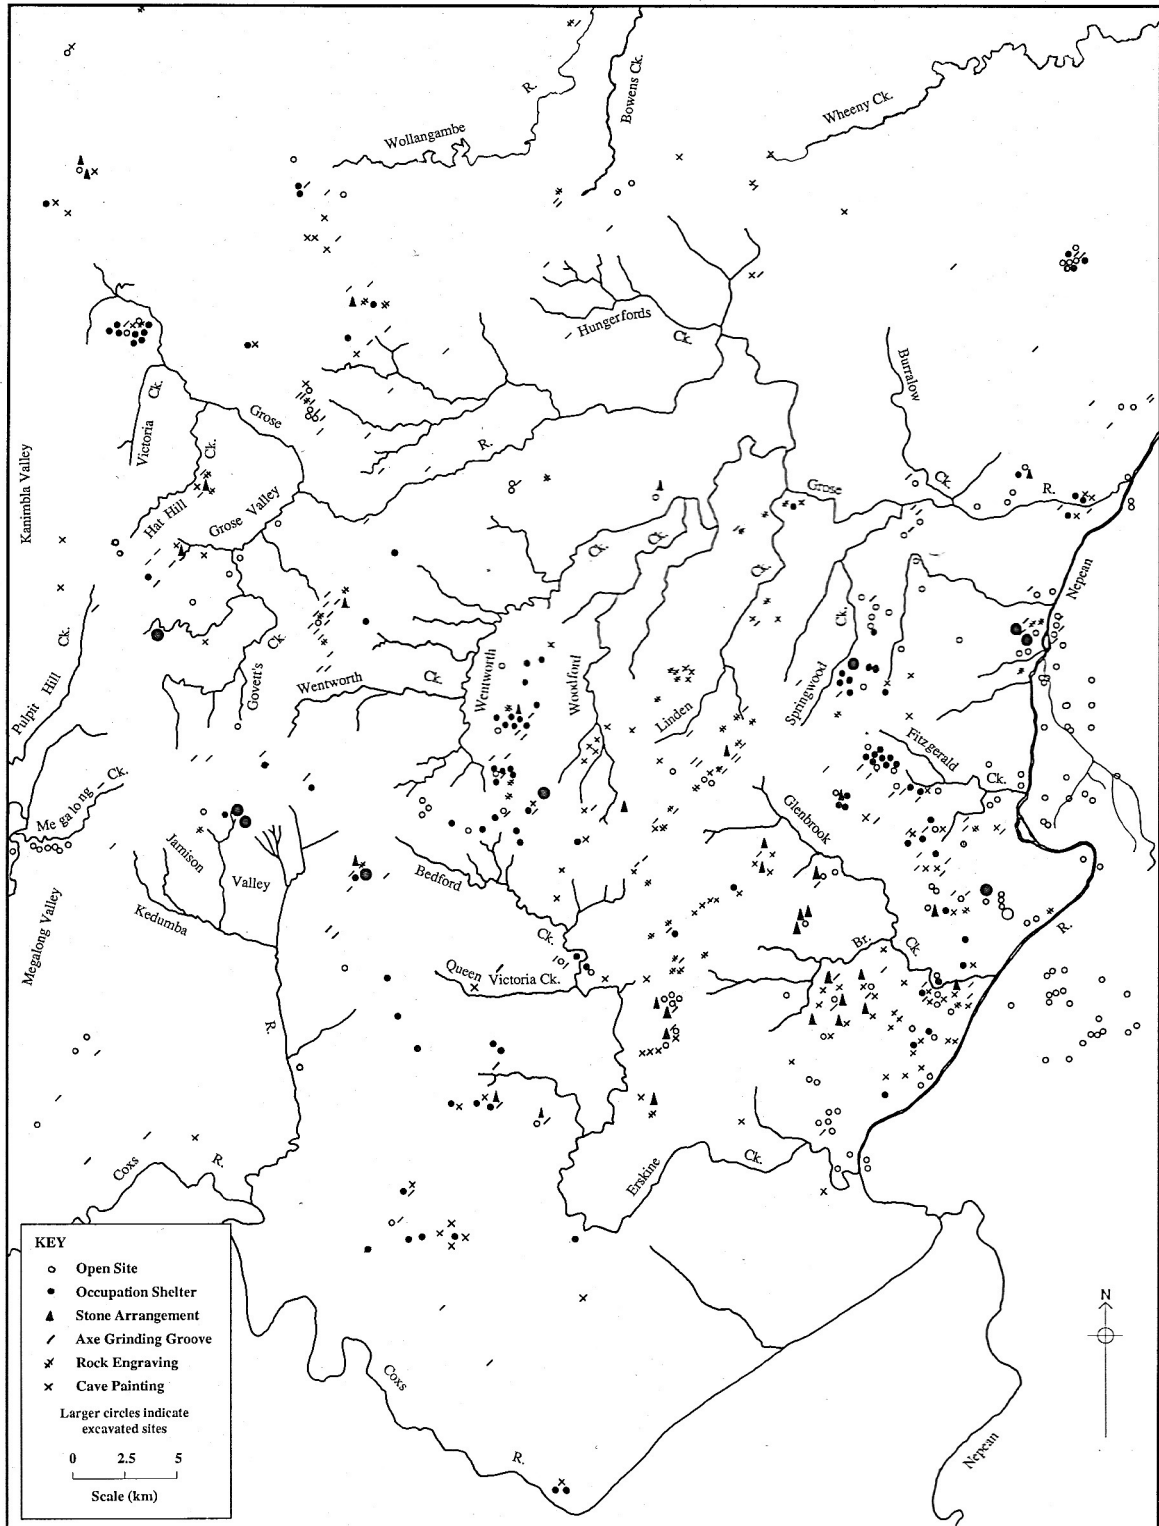 Bowens Ck.
Wheeny Ck.
Wollangambe
R.
Hungerfords
Ck.
Burralow
Ck.
Victoria
Ck.
Grose
R.
Kanimbla Valley
Ck.
Hat Hill
Grose Valley
Grose
R.
Nepean
Ck.
Ck.
Ck.
Ck.
Pulpit Hill
Ck.
Govett's
Ck.
Wentworth
Ck.
Wentworth
Woodford
Linden
Springwood
Fitzgerald
Ck.
Megalong Ck.
Jamison
Valley
Glenbrook
Bedford
Ck.
Megalong Valley
Kedumba
R.
Br.
Ck.
R.
Queen Victoria Ck.
Coxs
R.
Erskine
Ck.
KEY
Open Site
Occupation Shelter
Stone Arrangement
Axe Grinding Groove
Rock Engraving
Cave Painting
Larger circles indicate
excavated sites
0 2.5 5
Scale (km)
N
Coxs
R.
Nepean